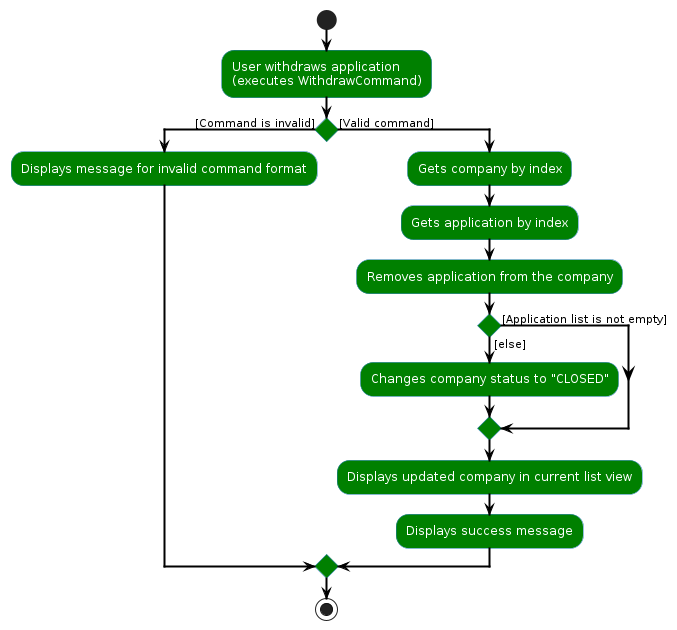 User withdraws application
(executes WithdrawCommand)
[Command is invalid]
[Valid command]
Displays message for invalid command format
Gets company by index
Gets application by index
Removes application from the company
[Application list is not empty]
[else]
Changes company status to "CLOSED"
Displays updated company in current list view
Displays success message